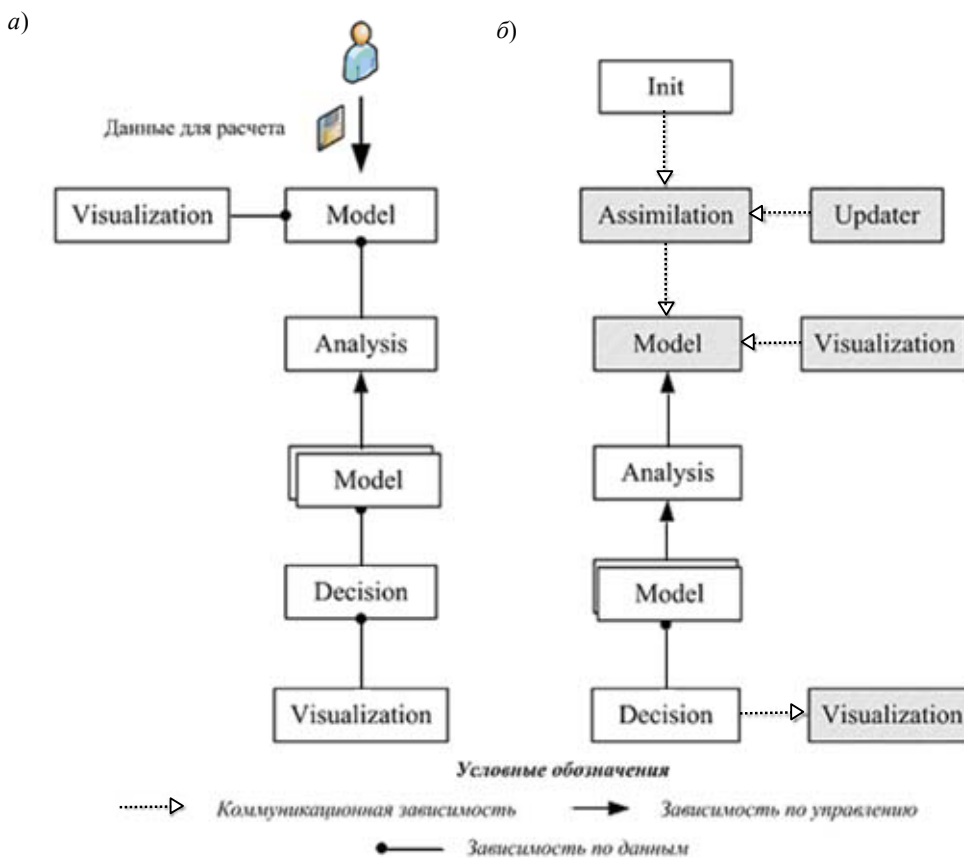 а)
Данные для расчета
Visualization
Model
Analysis
Model
Decision
Visualization
б)
Init
Assimilation
Updater
Model
Visualization
Analysis
Model
Decision
Visualization
Условные обозначения
Коммуникационная зависимость
Зависимость по управлению
Зависимость по данным